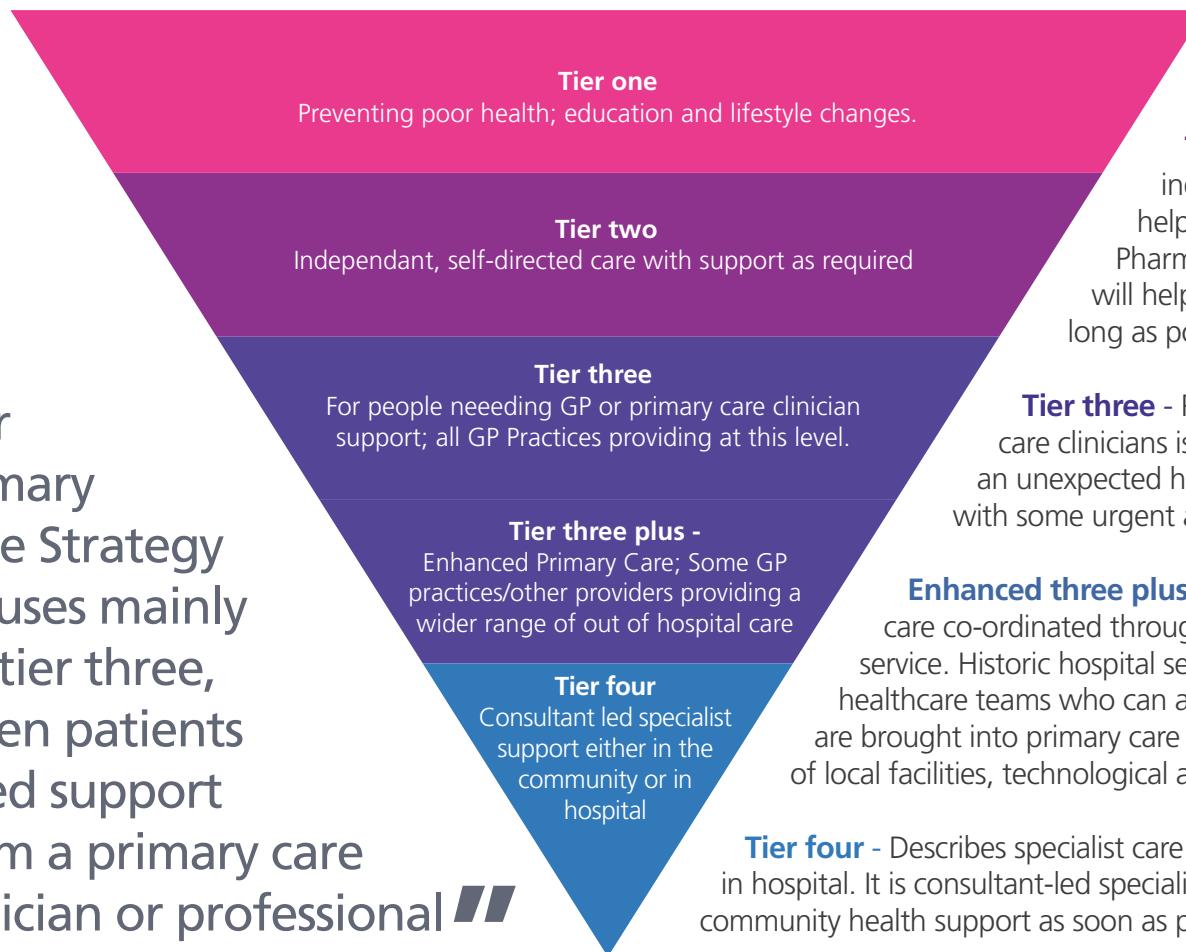 Tier one
Preventing poor health; education and lifestyle changes.
Tier two
Independant, self-directed care with support as required
Tier three
For people neeeding GP or primary care clinician
support; all GP Practices providing at this level.
Tier three plus -
Enhanced Primary Care; Some GP
practices/other providers providing a
wider range of out of hospital care
Tier four
Consultant led specialist
support either in the
community or in
hospital
r
mary
e Strategy
uses mainly
tier three,
en patients
ed support
m a primary care
ician or professional"
inc
help
Pharm
will help
long as po
Tier three -
care clinicians is
an unexpected h
with some urgent a
Enhanced three plus
care co-ordinated throug
service. Historic hospital se
healthcare teams who can a
are brought into primary care
of local facilities, technological a
Tier four - Describes specialist care
in hospital. It is consultant-led speciali
community health support as soon as p